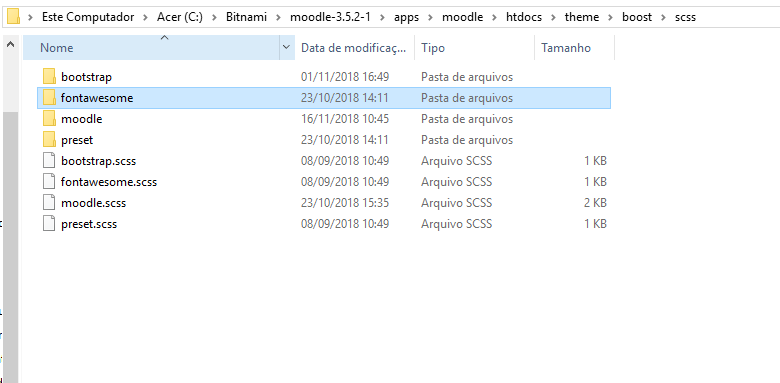 Este Computador > Acer (C:) > Bitnami > moodle-3.5.2-1 > apps > moodle > htdocs > theme > boost > scss
Nome Data de modificaç... Tipo Tamanho
bootstrap 01/11/2018 16:49 Pasta de arquivos
fontawesome 23/10/2018 14:11 Pasta de arquivos
moodle 16/11/2018 10:45 Pasta de arquivos
preset 23/10/2018 14:11 Pasta de arquivos
bootstrap.scss 08/09/2018 10:49 Arquivo SCSS 1 KB
fontawesome.scss 08/09/2018 10:49 Arquivo SCSS 1 KB
moodle.scss 23/10/2018 15:35 Arquivo SCSS 2 KB
preset.scss 08/09/2018 10:49 Arquivo SCSS 1 KB